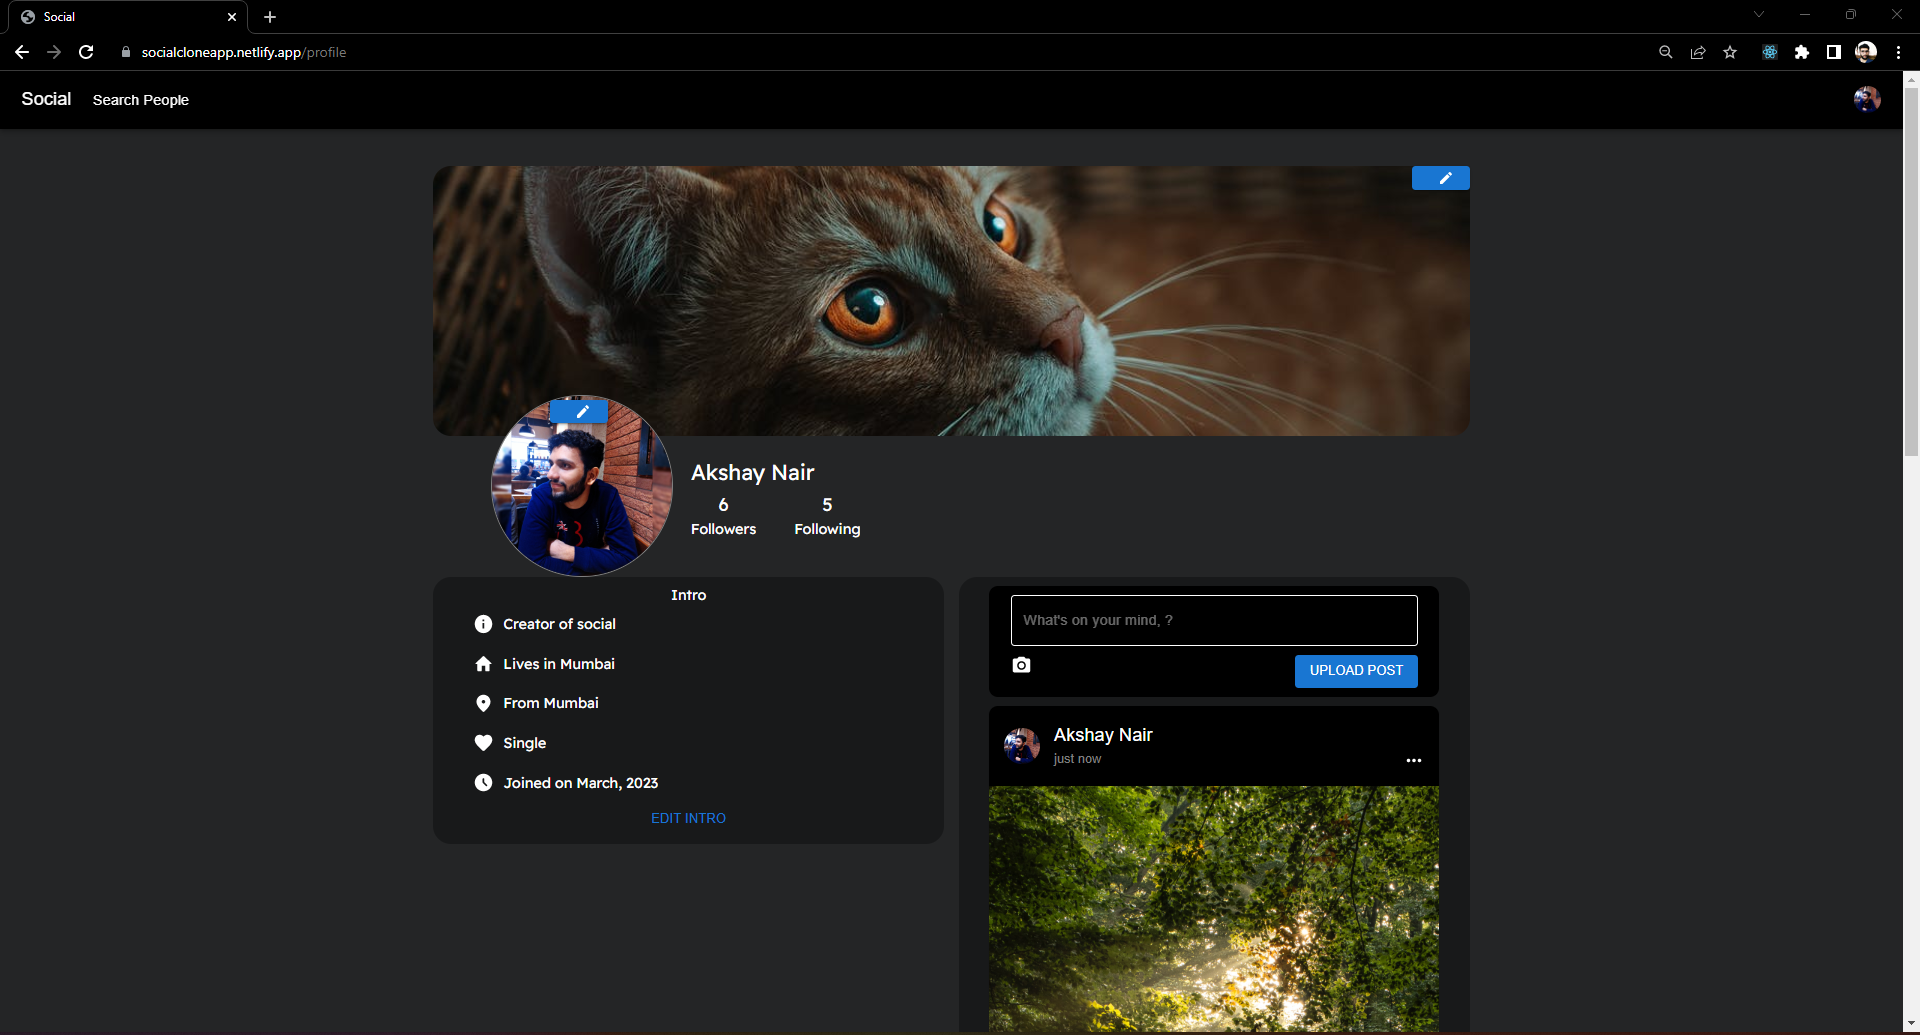 Social
socialcloneapp.netlify.app/profile
Social
Search People
Akshay Nair
6
5
Followers
Following
Intro
Creator of social
Lives in Mumbai
From Mumbai
Single
Joined on March, 2023
EDIT INTRO
What's on your mind, ?
UPLOAD POST
Akshay Nair
just now